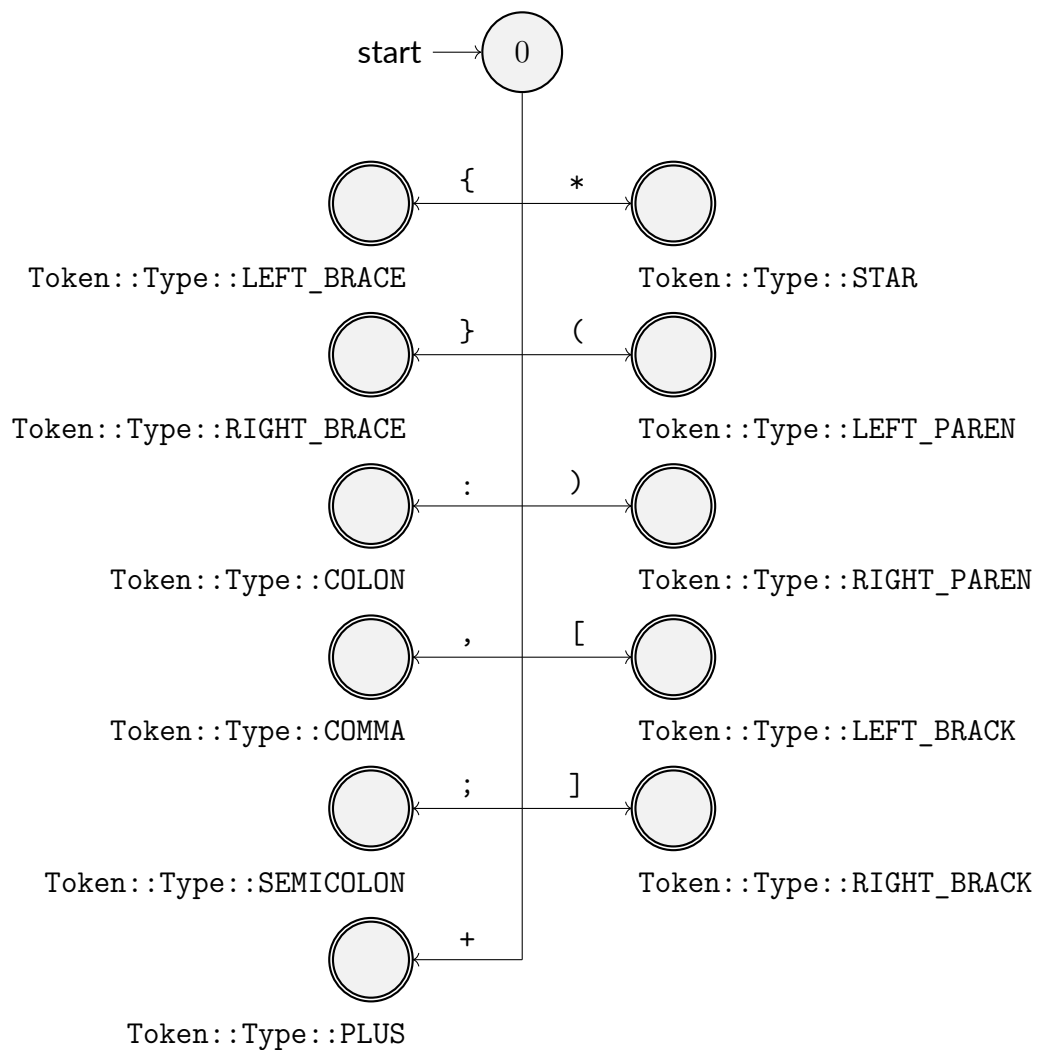 start 0
{ *
Token::Type::LEFT_BRACE Token::Type::STAR
} (
Token::Type::RIGHT_BRACE Token::Type::LEFT_PAREN
: )
Token::Type::COLON Token::Type::RIGHT_PAREN
, [
Token::Type::COMMA Token::Type::LEFT_BRACK
; ]
Token::Type::SEMICOLON Token::Type::RIGHT_BRACK
+
Token::Type::PLUS